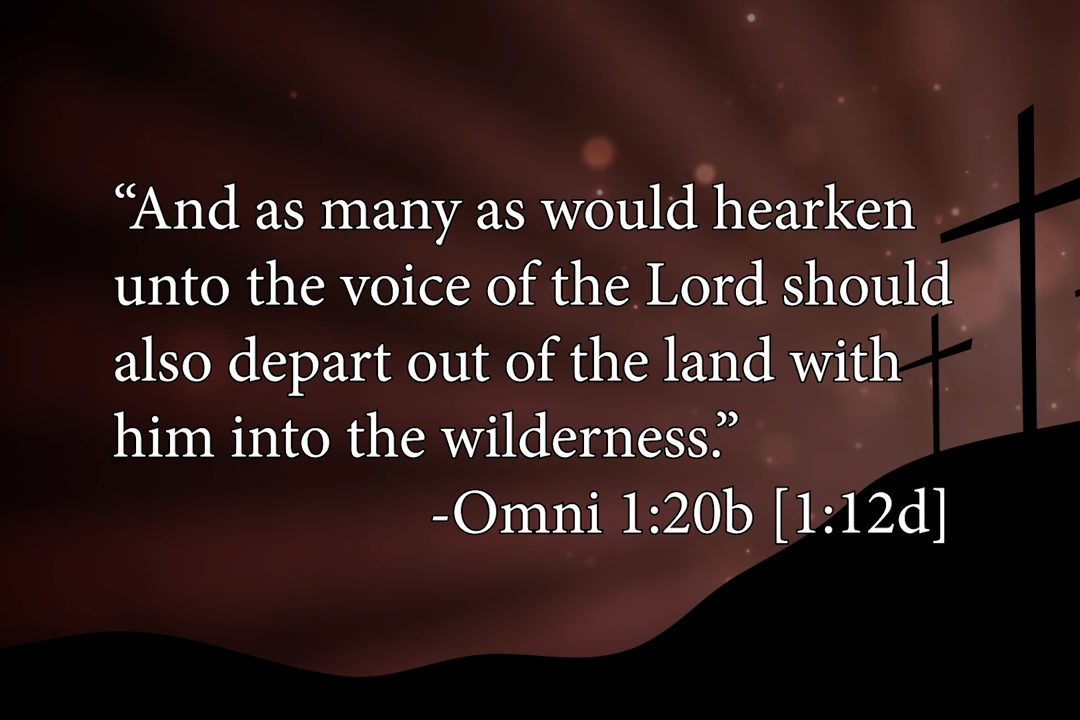 “And as many as would hearken
unto the voice of the Lord should
also depart out of the land with
him into the wilderness.”
-Omni 1:20b [1:12d]